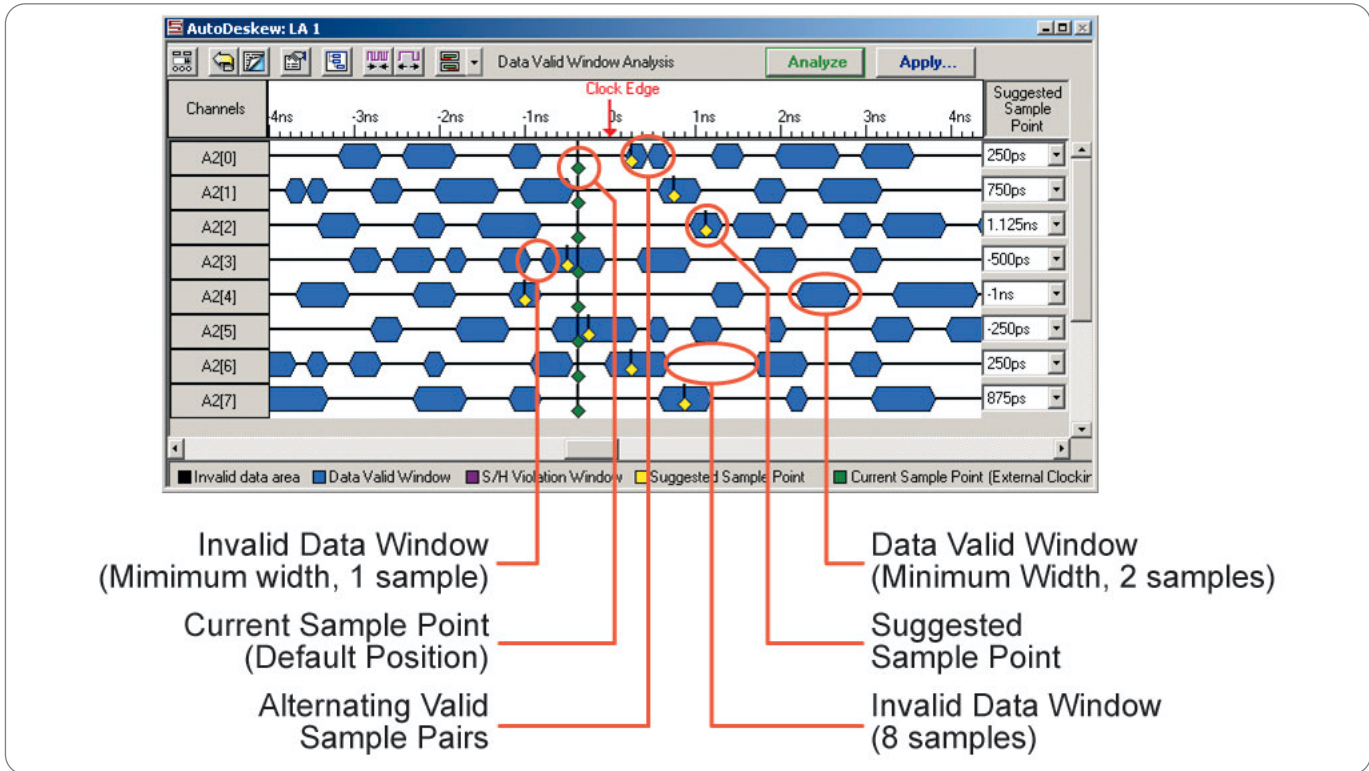 AutoDeskew: LA 1
Data Valid Window Analysis
Analyze
Apply...
Channels
Clock Edge
-4ns -3ns -2ns -1ns 0s 1ns 2ns 3ns 4ns
Suggested
Sample
Point
A2[0] 250ps
A2[1] 750ps
A2[2] 1.125ns
A2[3] -500ps
A2[4] -1ns
A2[5] -250ps
A2[6] 250ps
A2[7] 875ps
Invalid data area Data Valid Window S/H Violation Window Suggested Sample Point Current Sample Point (External Clockin
Invalid Data Window
(Mimimum width, 1 sample)
Current Sample Point
(Default Position)
Alternating Valid
Sample Pairs
Data Valid Window
(Minimum Width, 2 samples)
Suggested
Sample Point
Invalid Data Window
(8 samples)